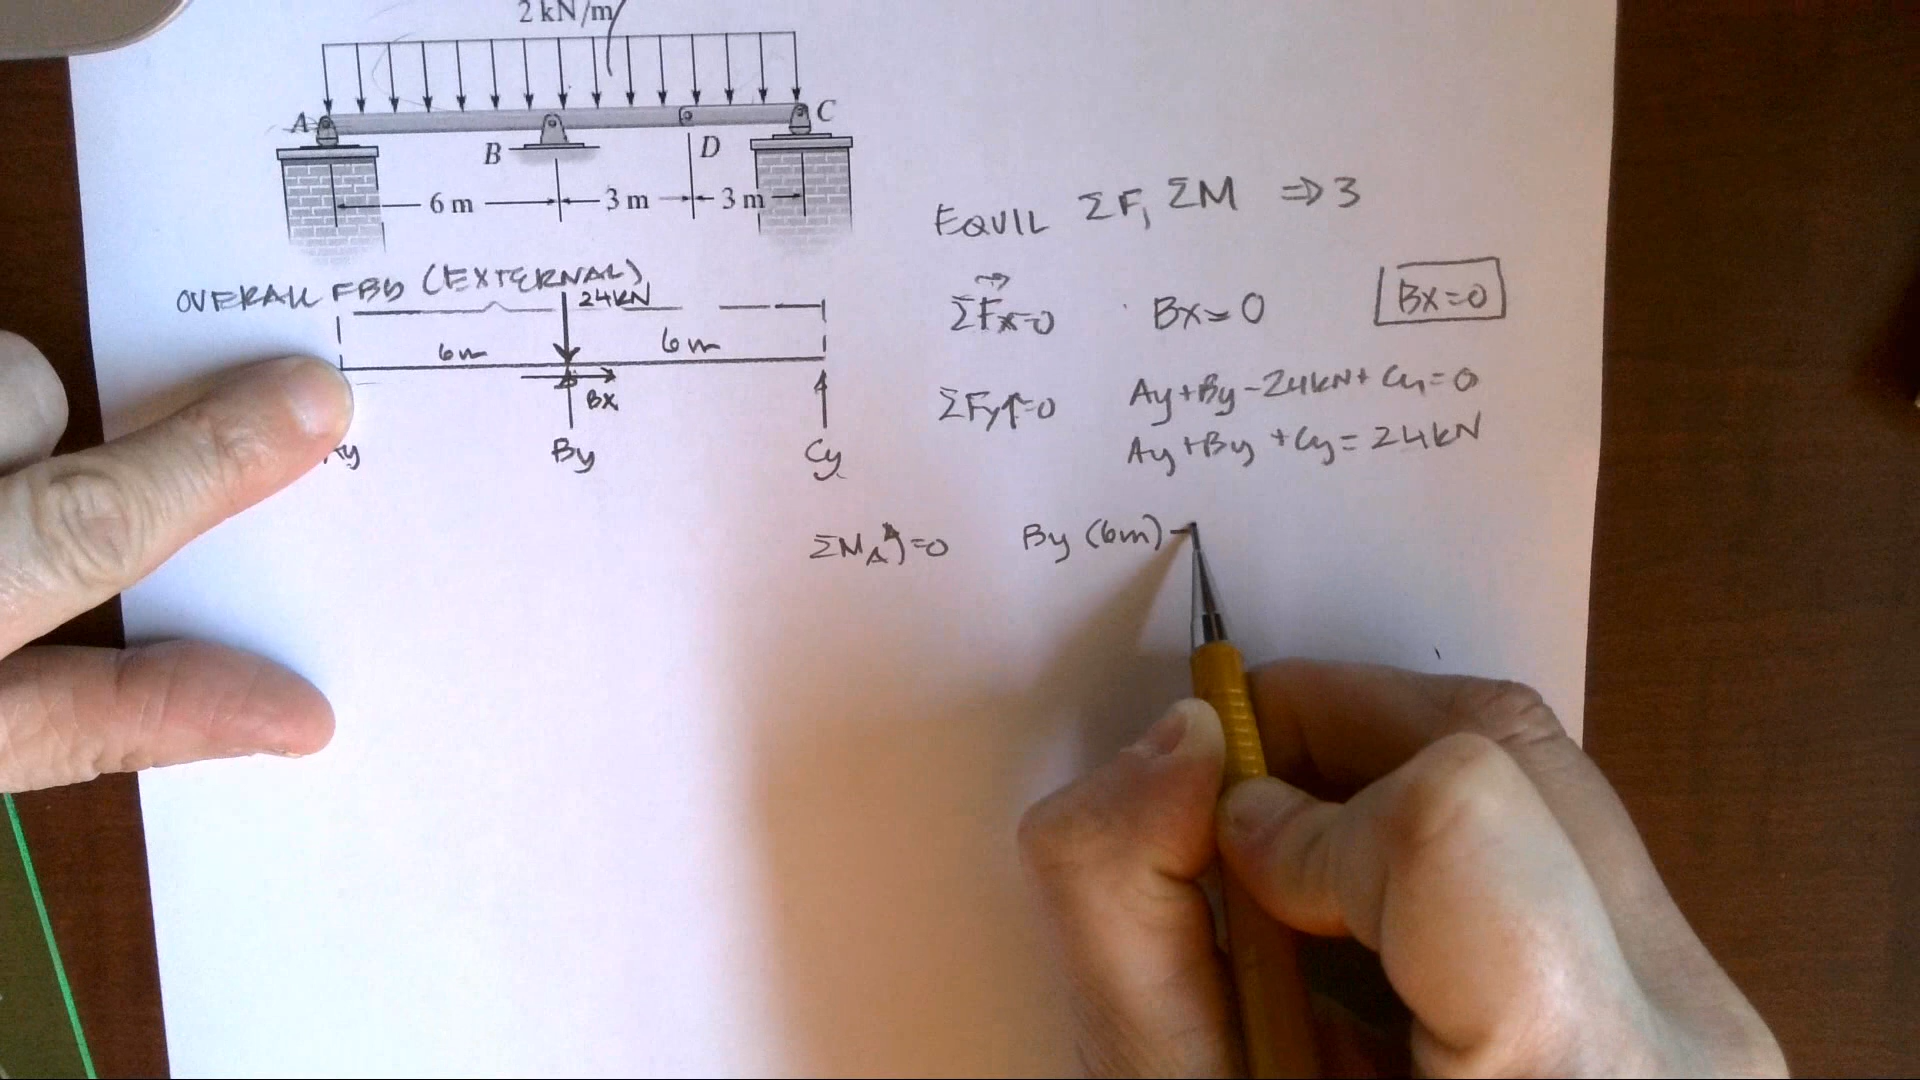 2 kN/m
A
C
B
D
6 m
3 m
3 m
EQUIL ΣF, ΣM ⇒ 3
OVERALL FBD (EXTERNAL)
24kN
6m
6m
Bx
By
Cy
ΣFx=0 Bx=0 Bx=0
ΣFy↑=0 Ay+By-24kN+Cy=0
Ay+By+Cy=24kN
ΣMA=0 By (6m) -